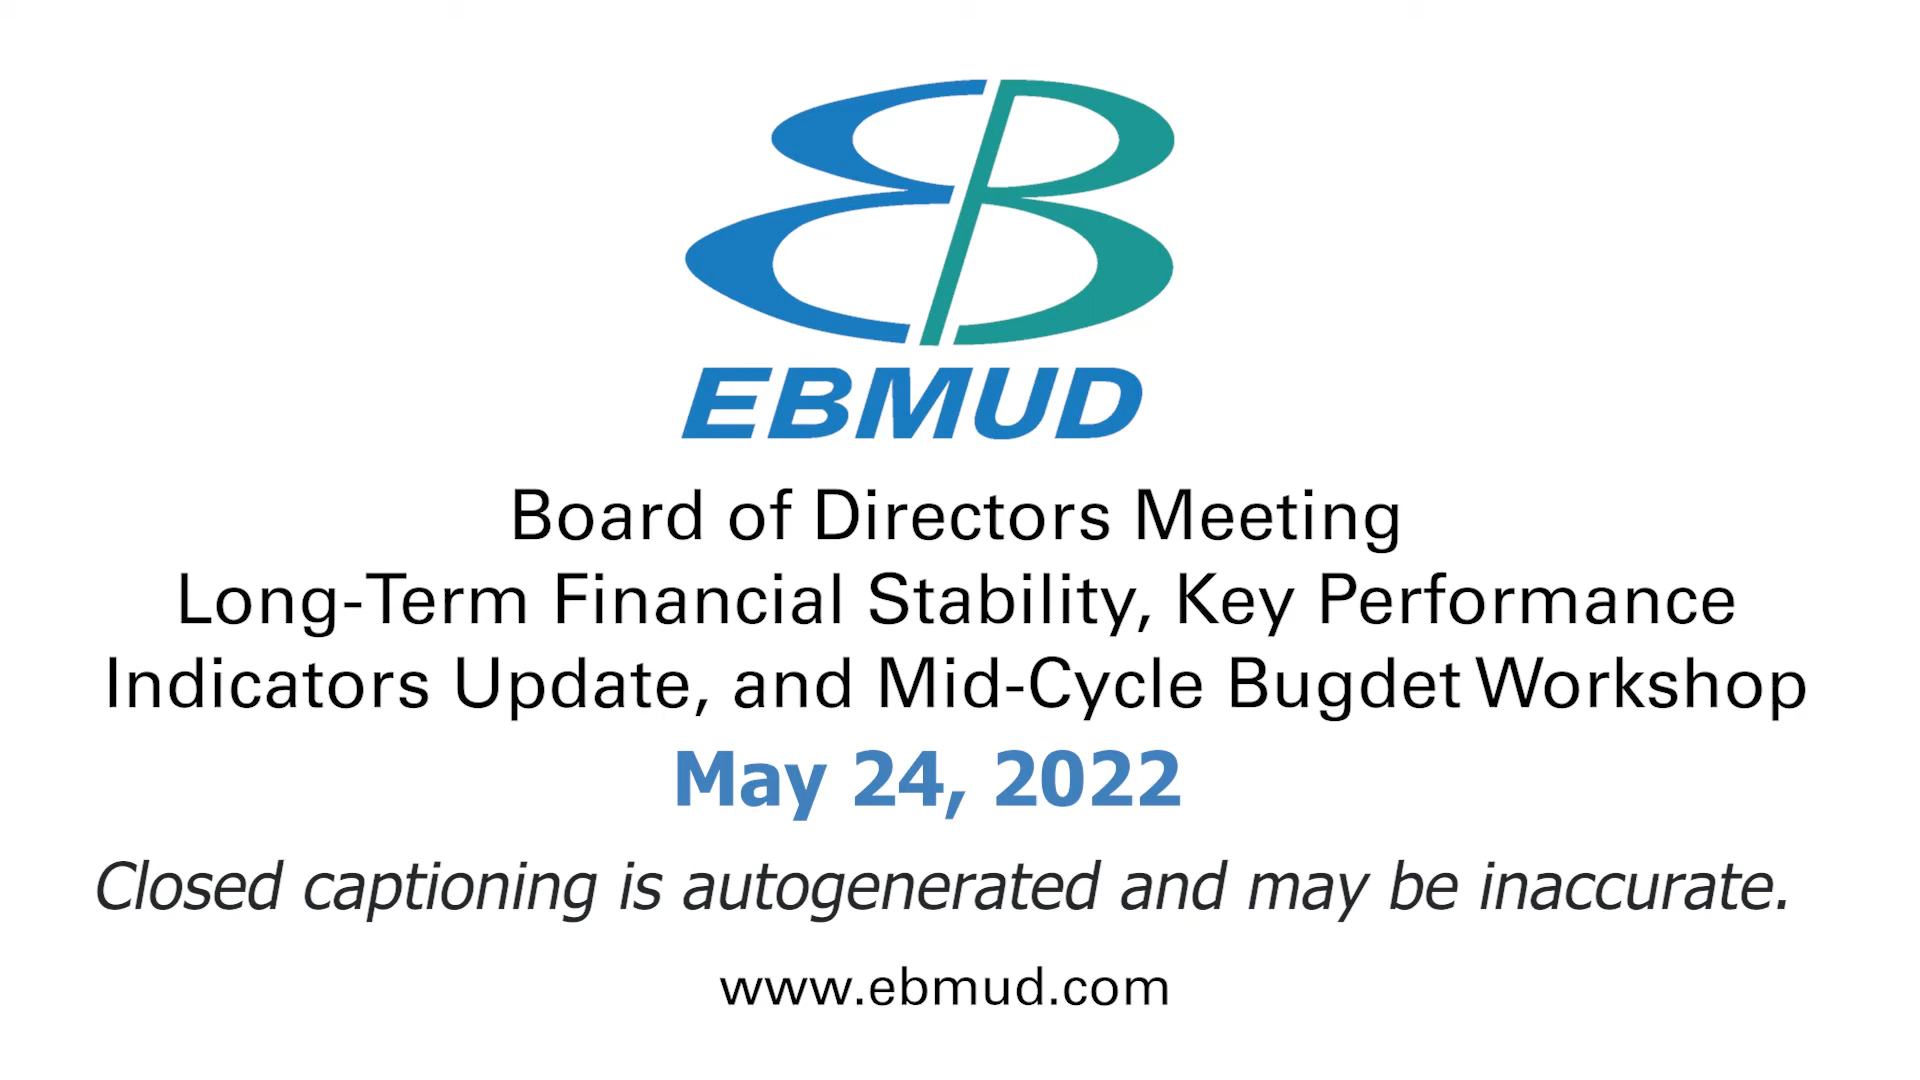 EB
EBMUD
Board of Directors Meeting
Long-Term Financial Stability, Key Performance
Indicators Update, and Mid-Cycle Bugdet Workshop
May 24, 2022
Closed captioning is autogenerated and may be inaccurate.
www.ebmud.com